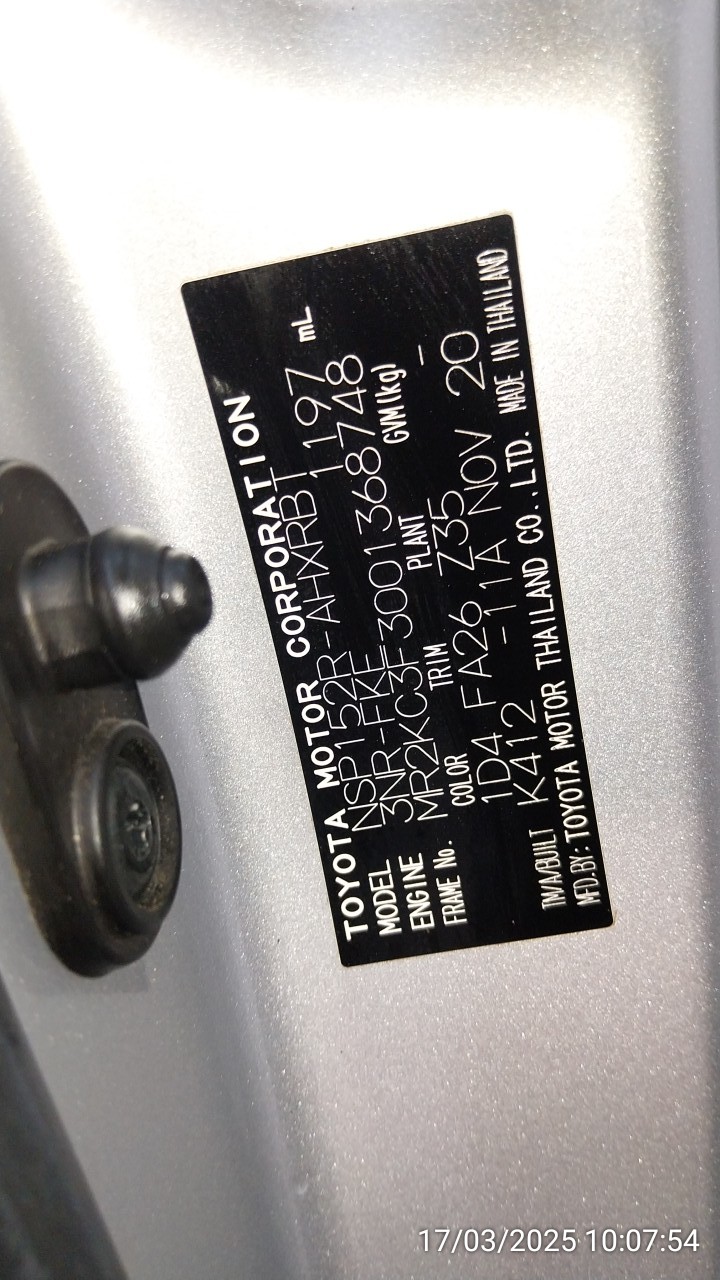 TOYOTA MOTOR CORPORATION
MODEL NSP152R-AHXRBT
ENGINE 3NR-FKE 1197 mL
FRAME No. MR2KC3F3001368748
COLOR TRIM PLANT GVM(kg)
1D4 FA26 Z35 -
K412 -11A NOV 20
TM/A/BUILT
MFD.BY: TOYOTA MOTOR THAILAND CO.,LTD. MADE IN THAILAND
17/03/2025 10:07:54